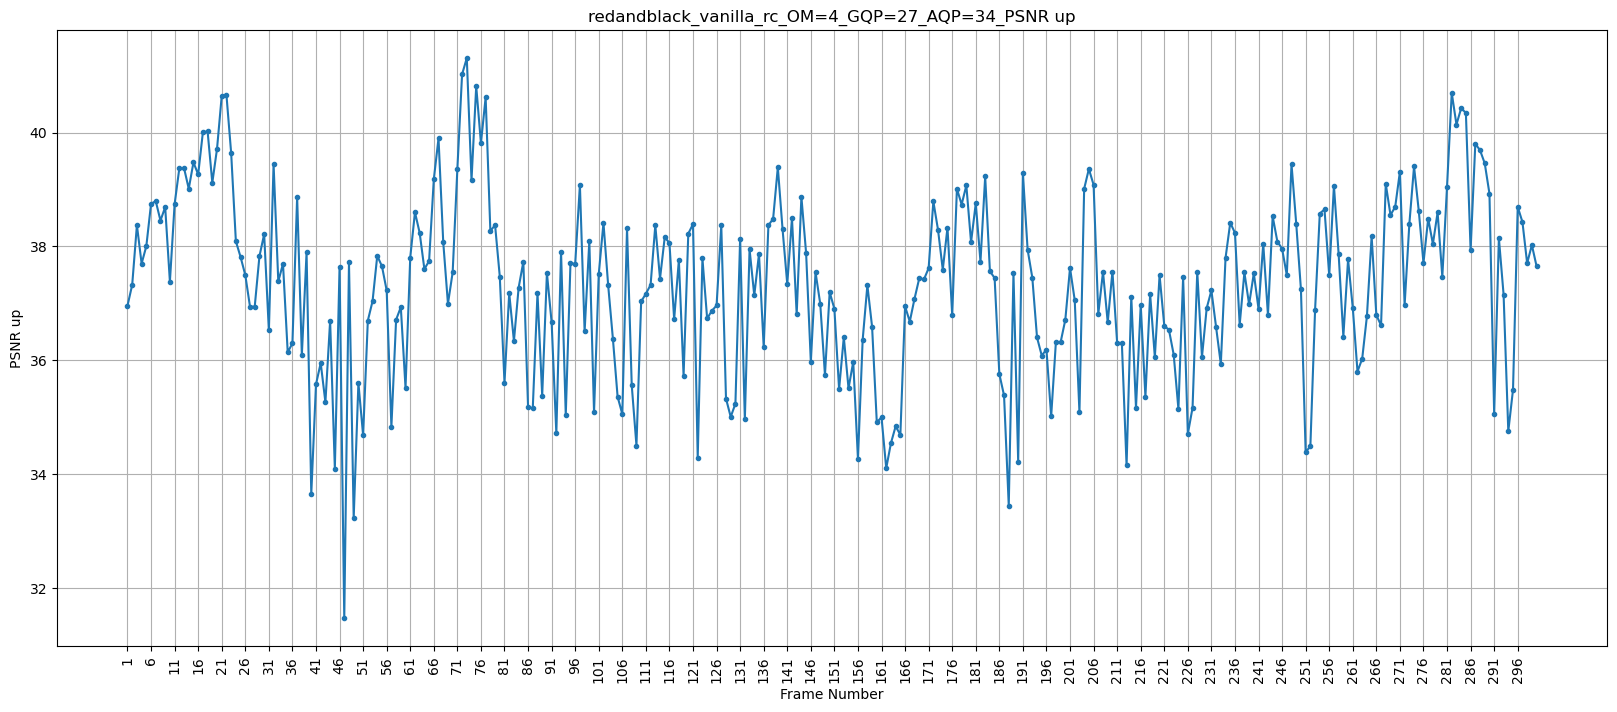 redandblack_vanilla_rc_OM=4_GQP=27_AQP=34_PSNR up
PSNR up
40
38
36
34
32
1 6 11 16 21 26 31 36 41 46 51 56 61 66 71 76 81 86 91 96 101 106 111 116 121 126 131 136 141 146 151 156 161 166 171 176 181 186 191 196 201 206 211 216 221 226 231 236 241 246 251 256 261 266 271 276 281 286 291 296
Frame Number